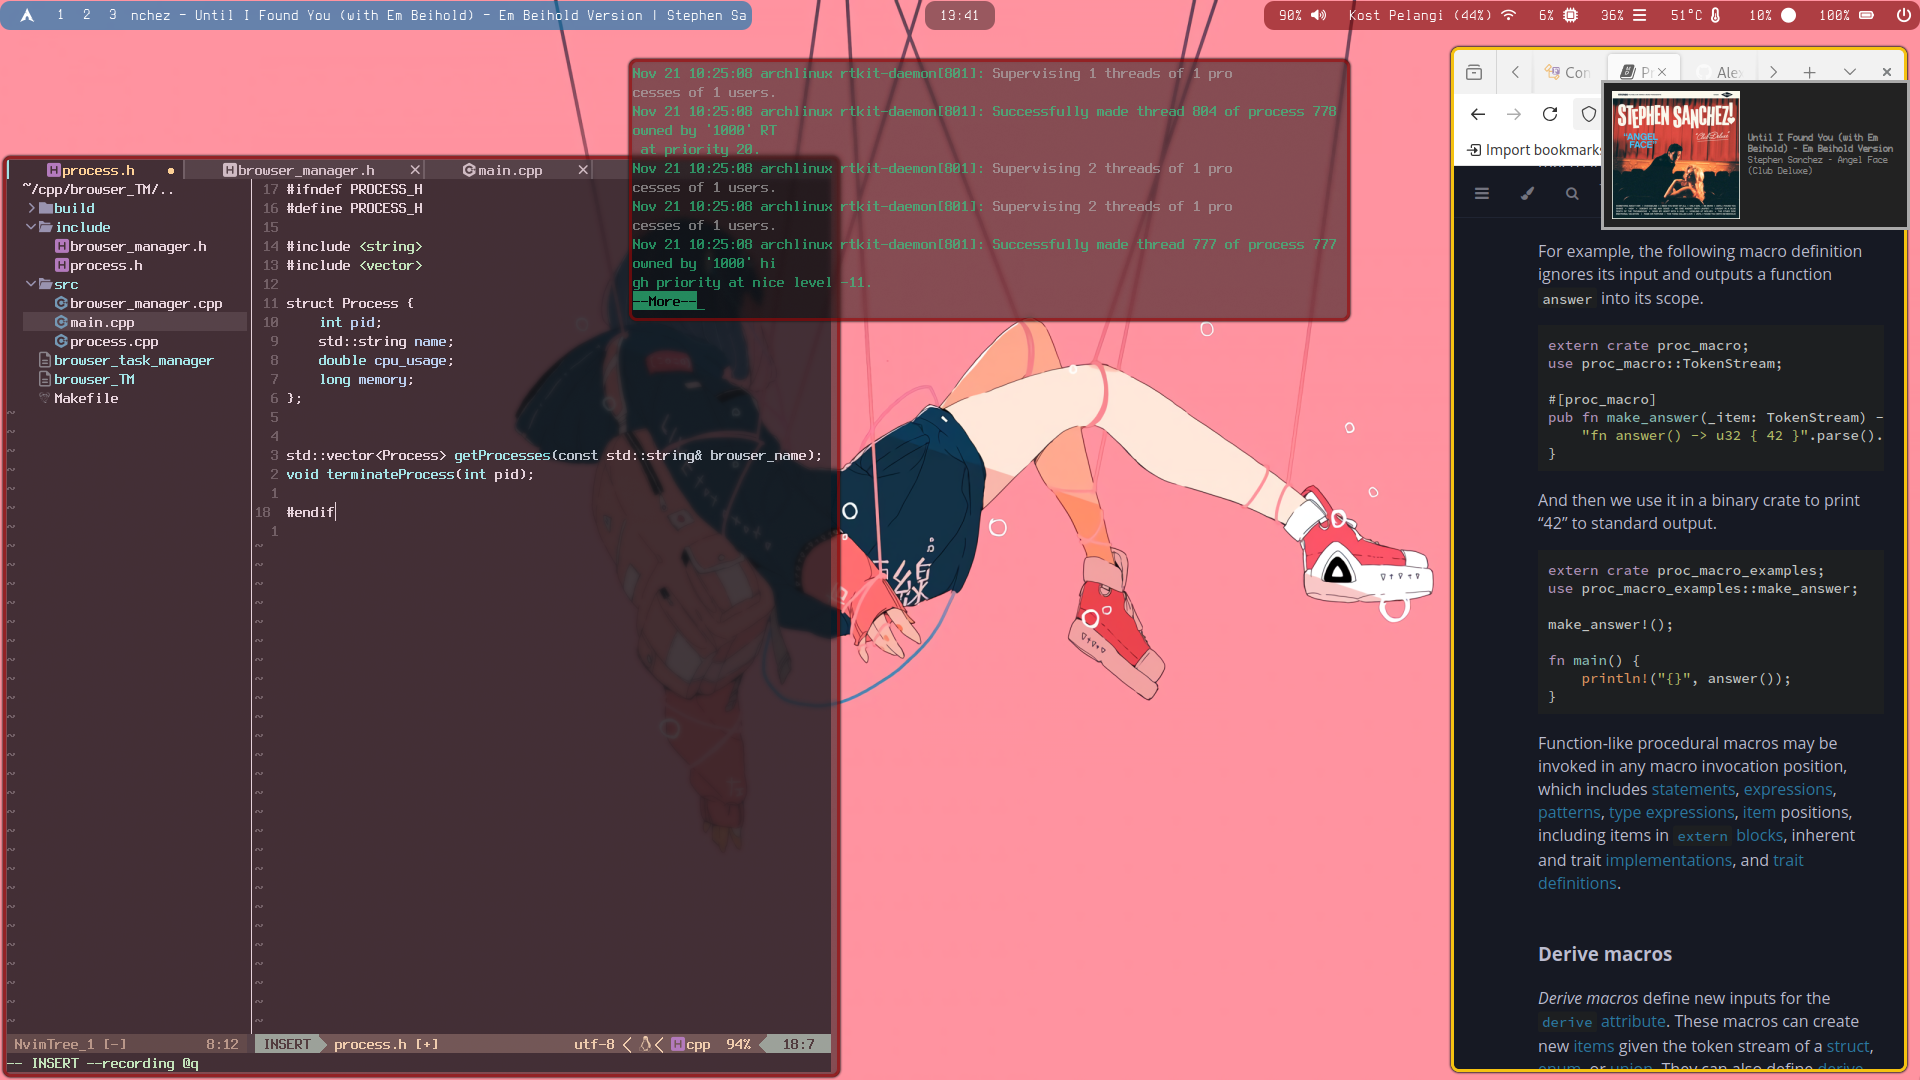 1 2 3 nchez - Until I Found You (with Em Beihold) - Em Beihold Version | Stephen Sa
13:41
90% Kost Pelangi (44%) 6% 36% 51°C 10% 100%
Nov 21 10:25:08 archlinux rtkit-daemon[801]: Supervising 1 threads of 1 pro
cesses of 1 users.
Nov 21 10:25:08 archlinux rtkit-daemon[801]: Successfully made thread 804 of process 778
owned by '1000' RT
at priority 20.
Nov 21 10:25:08 archlinux rtkit-daemon[801]: Supervising 2 threads of 1 pro
cesses of 1 users.
Nov 21 10:25:08 archlinux rtkit-daemon[801]: Supervising 2 threads of 1 pro
cesses of 1 users.
Nov 21 10:25:08 archlinux rtkit-daemon[801]: Successfully made thread 777 of process 777
owned by '1000' hi
gh priority at nice level -11.
--More--
process.h browser_manager.h main.cpp
~/cpp/browser_TM/..
build
include
browser_manager.h
process.h
src
browser_manager.cpp
main.cpp
process.cpp
browser_task_manager
browser_TM
Makefile
17 #ifndef PROCESS_H
16 #define PROCESS_H
15
14 #include <string>
13 #include <vector>
12
11 struct Process {
10     int pid;
9     std::string name;
8     double cpu_usage;
7     long memory;
6 };
5
4
3 std::vector<Process> getProcesses(const std::string& browser_name);
2 void terminateProcess(int pid);
1
18 #endif
1
NvimTree_1 [-] 8:12
INSERT process.h [+] utf-8 cpp 94% 18:7
-- INSERT --recording @q
線
Con P Ale
Import bookmarks
STEPHEN SANCHEZ!
"ANGEL FACE"
"Club Deluxe"
Until I Found You (with Em
Beihold) - Em Beihold Version
Stephen Sanchez - Angel Face
(Club Deluxe)
For example, the following macro definition
ignores its input and outputs a function
answer into its scope.
extern crate proc_macro;
use proc_macro::TokenStream;
#[proc_macro]
pub fn make_answer(_item: TokenStream) -
    "fn answer() -> u32 { 42 }".parse().
}
And then we use it in a binary crate to print
“42” to standard output.
extern crate proc_macro_examples;
use proc_macro_examples::make_answer;
make_answer!();
fn main() {
    println!("{}", answer());
}
Function-like procedural macros may be
invoked in any macro invocation position,
which includes statements, expressions,
patterns, type expressions, item positions,
including items in extern blocks, inherent
and trait implementations, and trait
definitions.
Derive macros
Derive macros define new inputs for the
derive attribute. These macros can create
new items given the token stream of a struct,
enum, or union. They can also define derive